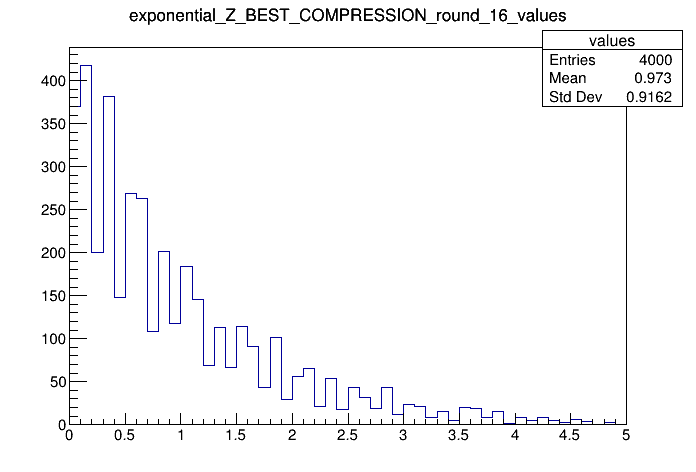 exponential_Z_BEST_COMPRESSION_round_16_values
values
Entries 4000
Mean 0.973
Std Dev 0.9162
400
350
300
250
200
150
100
50
0
0 0.5 1 1.5 2 2.5 3 3.5 4 4.5 5